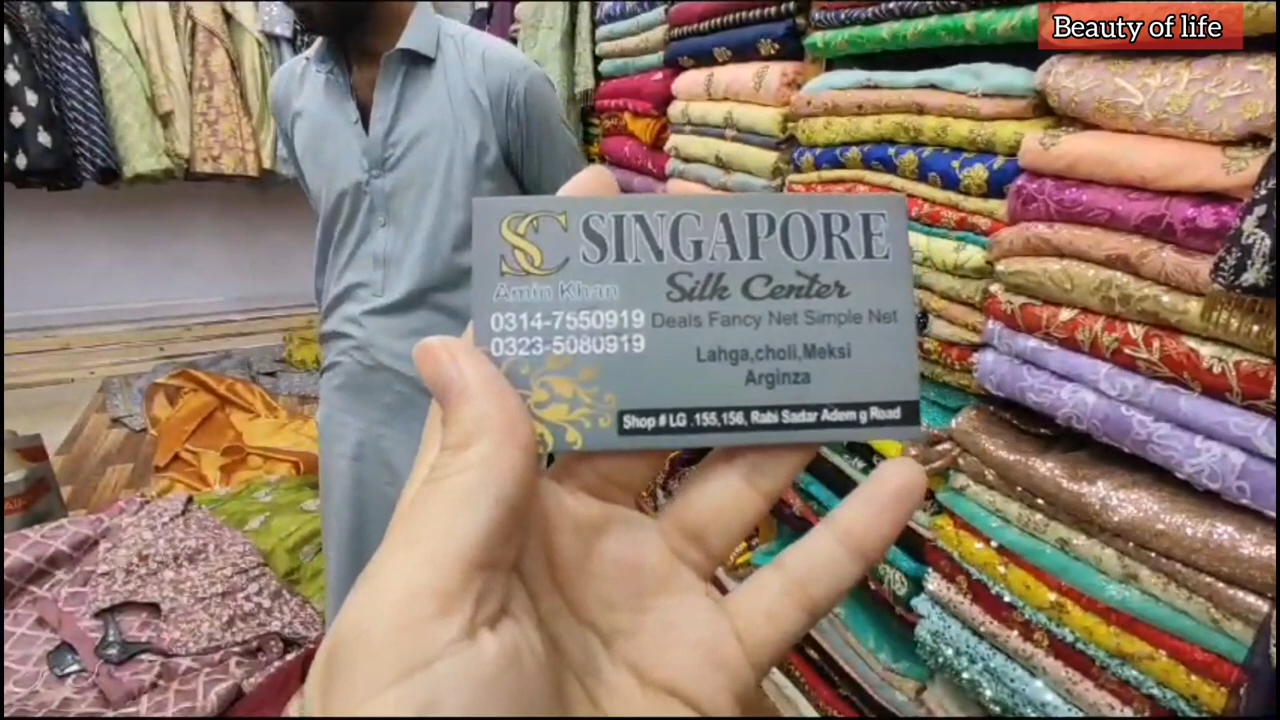 Beauty of life
SC SINGAPORE
Silk Center
Amin Khan
0314-7550919
0323-5080919
Deals Fancy Net Simple Net
Lahga,choli,Meksi
Arginza
Shop # LG .155,156, Rabi Sadar Adem g Road